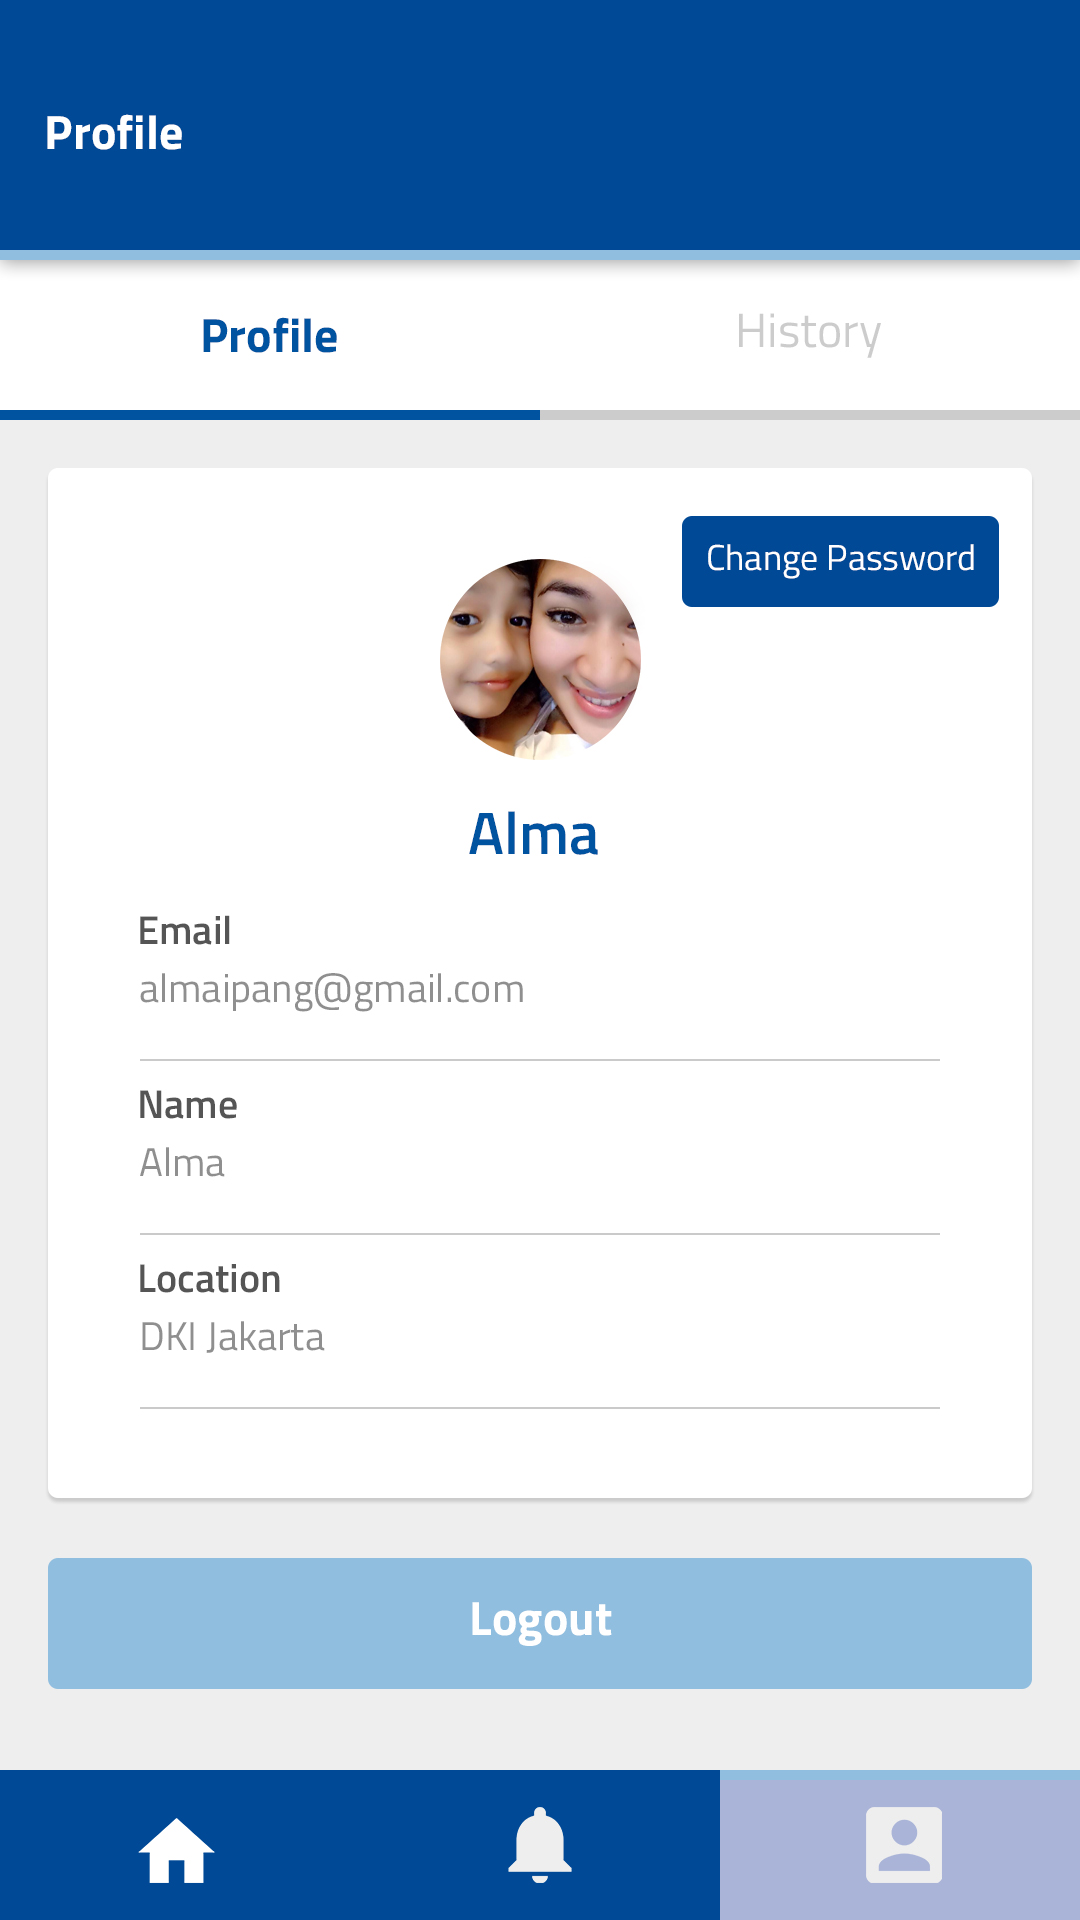 Profile
Profile
History
Change Password
Alma
Email
almaipang@gmail.com
Name
Alma
Location
DKI Jakarta
Logout